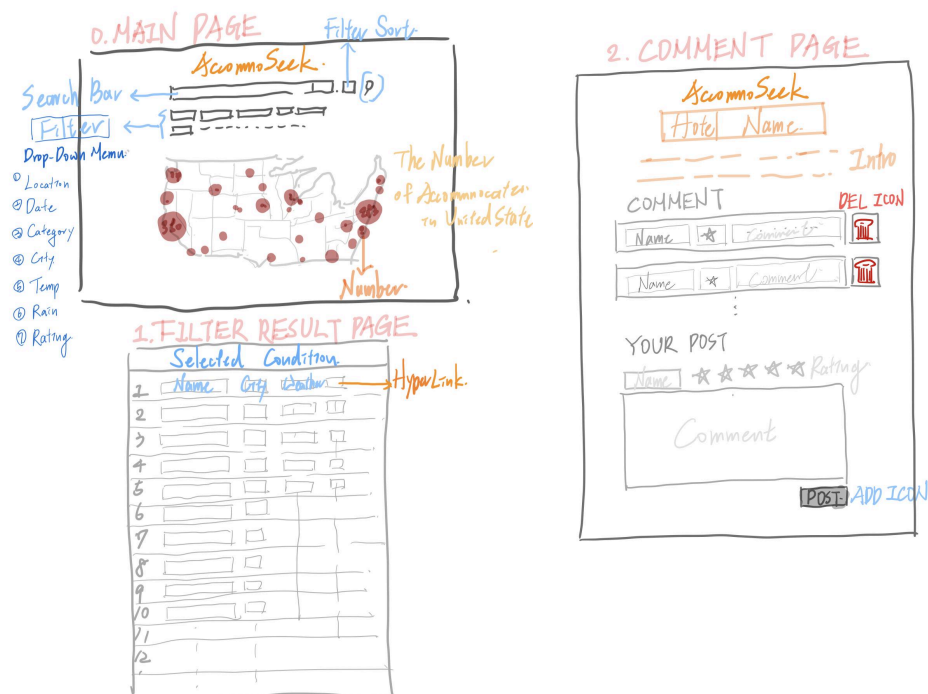 0. MAIN PAGE
Filter Sort.
AccommoSeek.
Search Bar
Filter
Drop-Down Menu:
① Location
② Date
③ Category
④ City
⑤ Temp
⑥ Rain
⑦ Rating
The Number
of Accommocates
in United State
Number.
1. FILTER RESULT PAGE
Selected Condition
1 Name City HyperLink.
2
3
4
5
6
7
8
9
10
11
12
2. COMMENT PAGE
AccommoSeek
Hotel Name.
Intro
COMMENT
DEL ICON
Name
Name Comment
YOUR POST
Name Rating
Comment
POST. ADD ICON